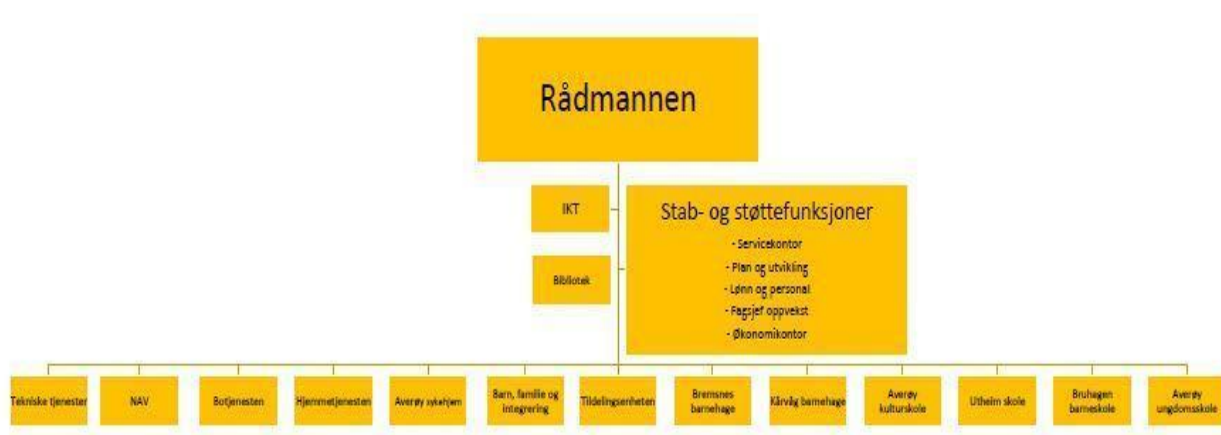 Rådmannen
IKT
Stab- og støttefunksjoner
- Servicekontor
- Plan og utvikling
- Lønn og personal
- Fagsjef oppvekst
- Økonomikontor
Bibliotek
Tekniske tjenester
NAV
Botjenesten
Hjemmetjenesten
Averøy sykehjem
Barn, familie og
integrering
Tildelingsenheten
Bremsnes
barnehage
Kårvåg barnehage
Averøy
kulturskole
Utheim skole
Bruhagen
barneskole
Averøy
ungdomsskole